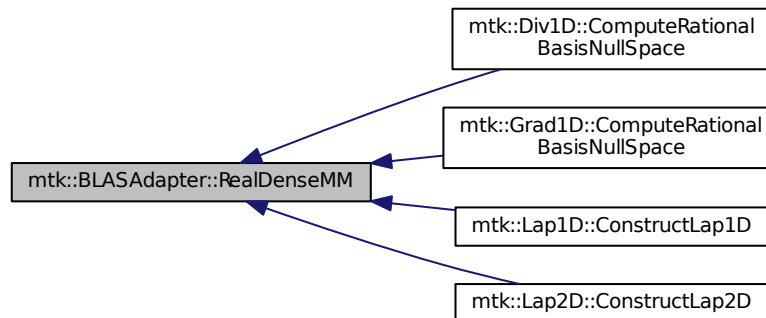 mtk::Div1D::ComputeRational
BasisNullSpace
mtk::Grad1D::ComputeRational
BasisNullSpace
mtk::BLASAdapter::RealDenseMM
mtk::Lap1D::ConstructLap1D
mtk::Lap2D::ConstructLap2D